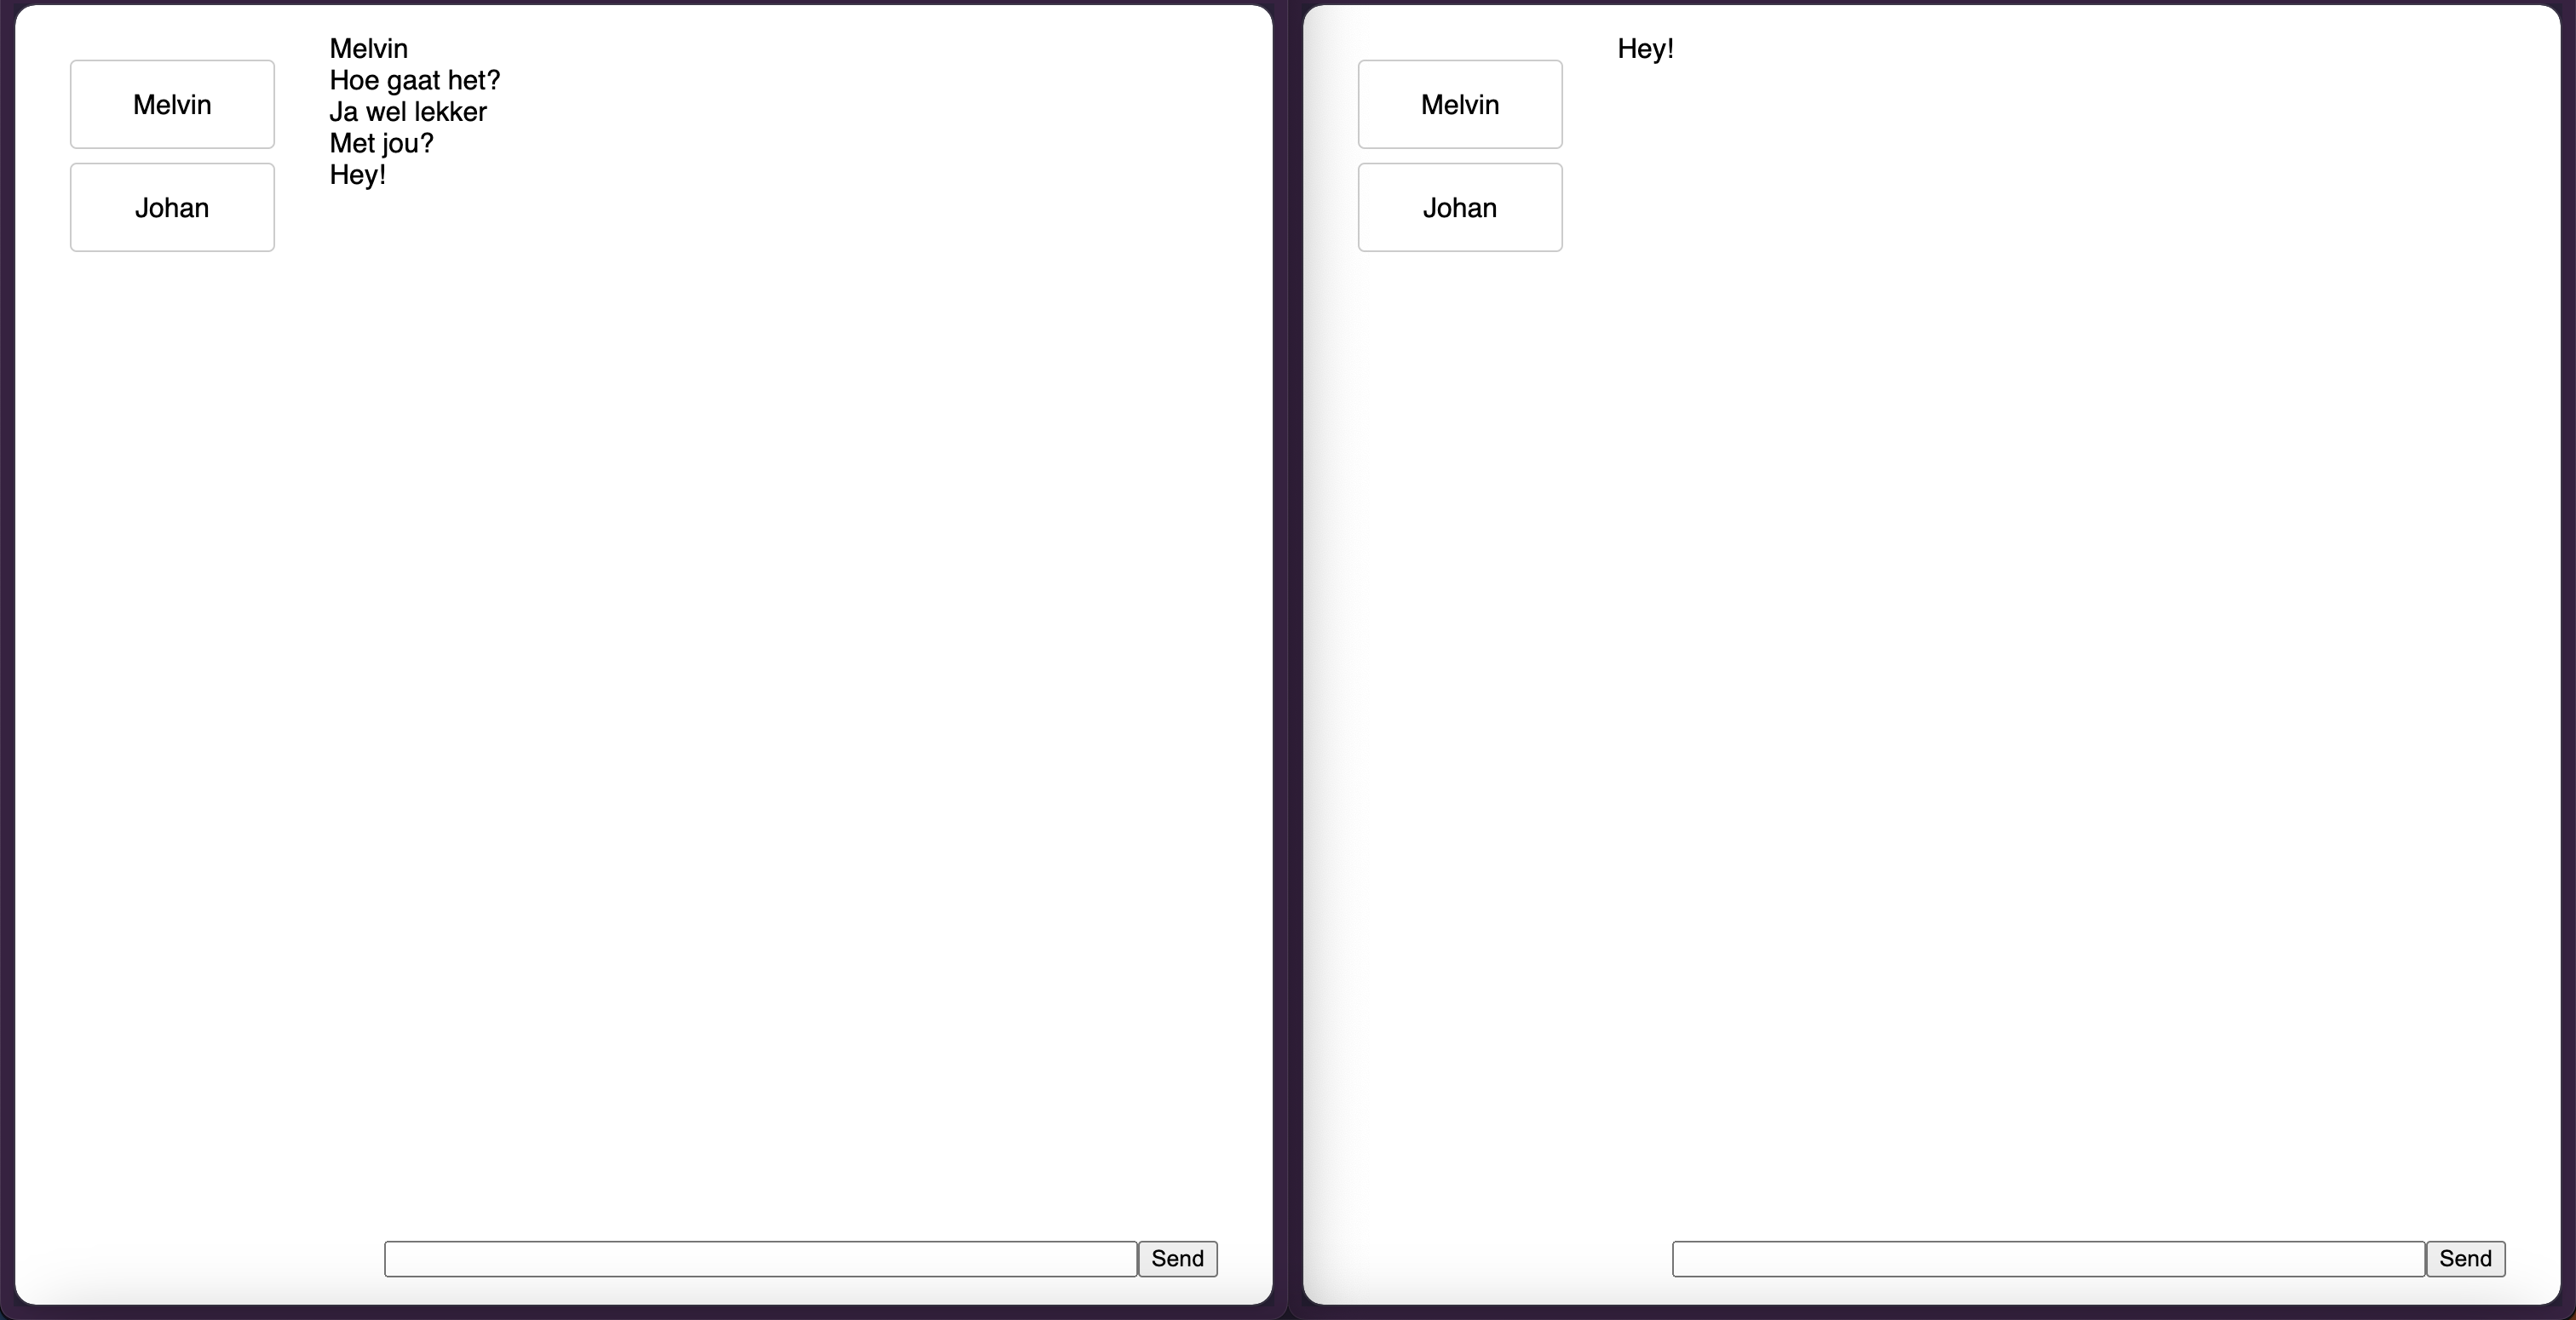 Melvin
Johan
Melvin
Hoe gaat het?
Ja wel lekker
Met jou?
Hey!
Send
Melvin
Johan
Hey!
Send